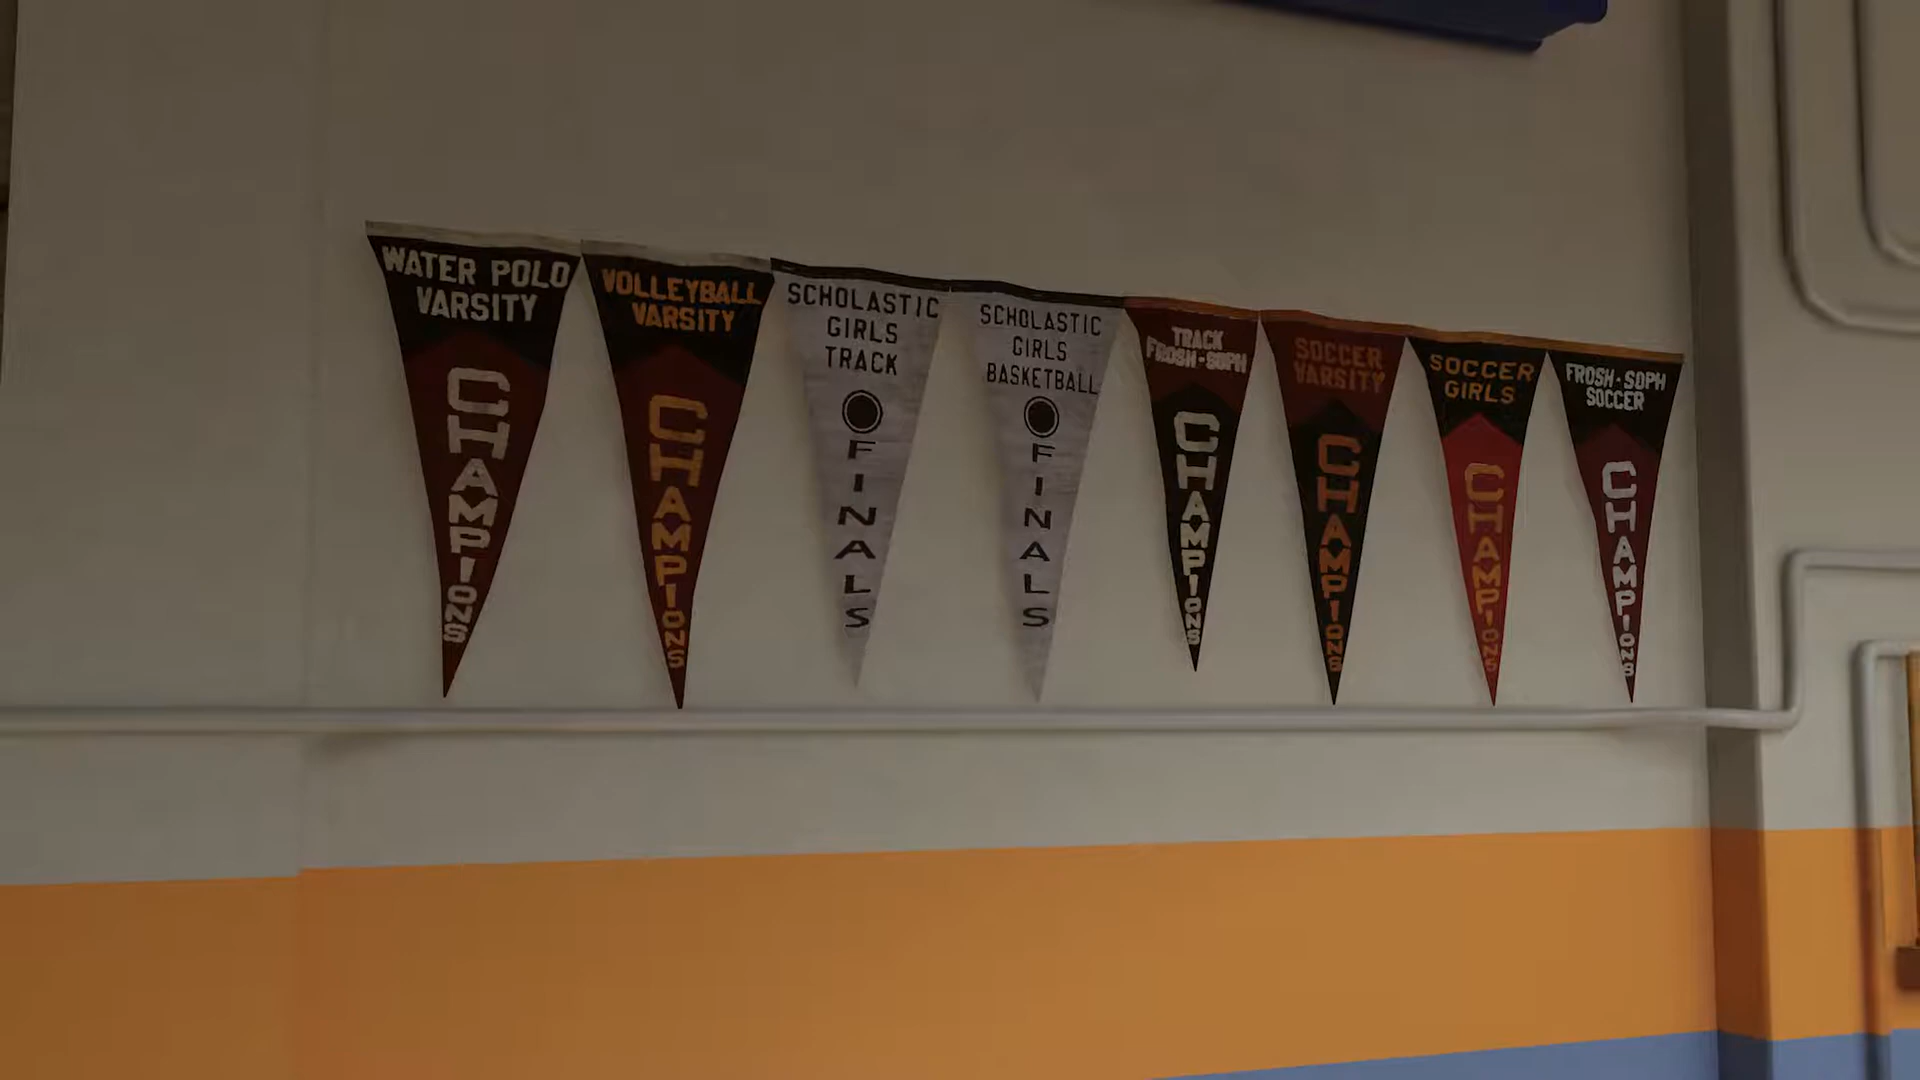 WATER POLO
VARSITY
CHAMPIONS
VOLLEYBALL
VARSITY
CHAMPIONS
SCHOLASTIC
GIRLS
TRACK
FINALS
SCHOLASTIC
GIRLS
BASKETBALL
FINALS
TRACK
FROSH-SOPH
CHAMPIONS
SOCCER
VARSITY
CHAMPIONS
SOCCER
GIRLS
CHAMPIONS
FROSH-SOPH
SOCCER
CHAMPIONS